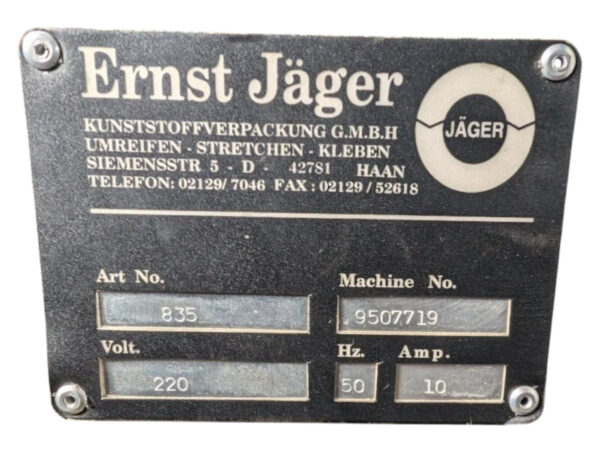 Ernst Jäger
JÄGER
KUNSTSTOFFVERPACKUNG G.M.B.H
UMREIFEN - STRETCHEN - KLEBEN
SIEMENSSTR 5 - D - 42781 HAAN
TELEFON: 02129/ 7046 FAX : 02129 / 52618
Art No. Machine No.
835 9507719
Volt. Hz. Amp.
220 50 10